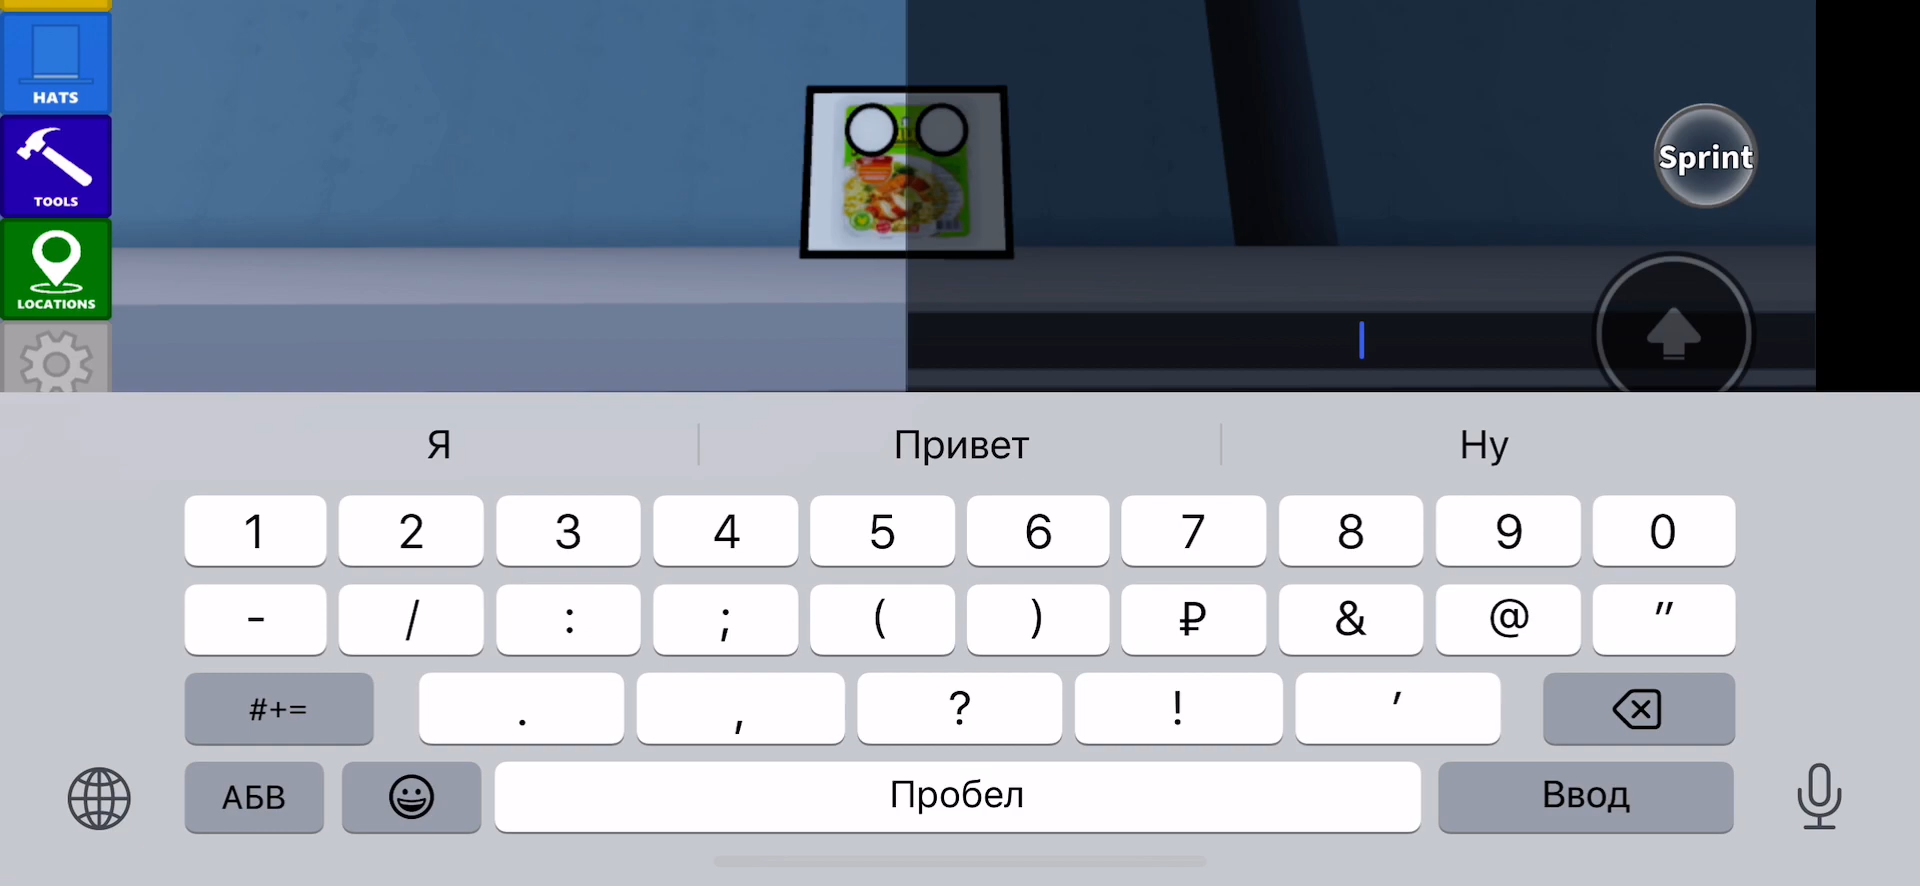 HATS
TOOLS
Sprint
LOCATIONS
Я Привет Ну
1 2 3 4 5 6 7 8 9 0
- / : ; ( ) ₽ & @ "
#+= . , ? ! '
АБВ Пробел Ввод